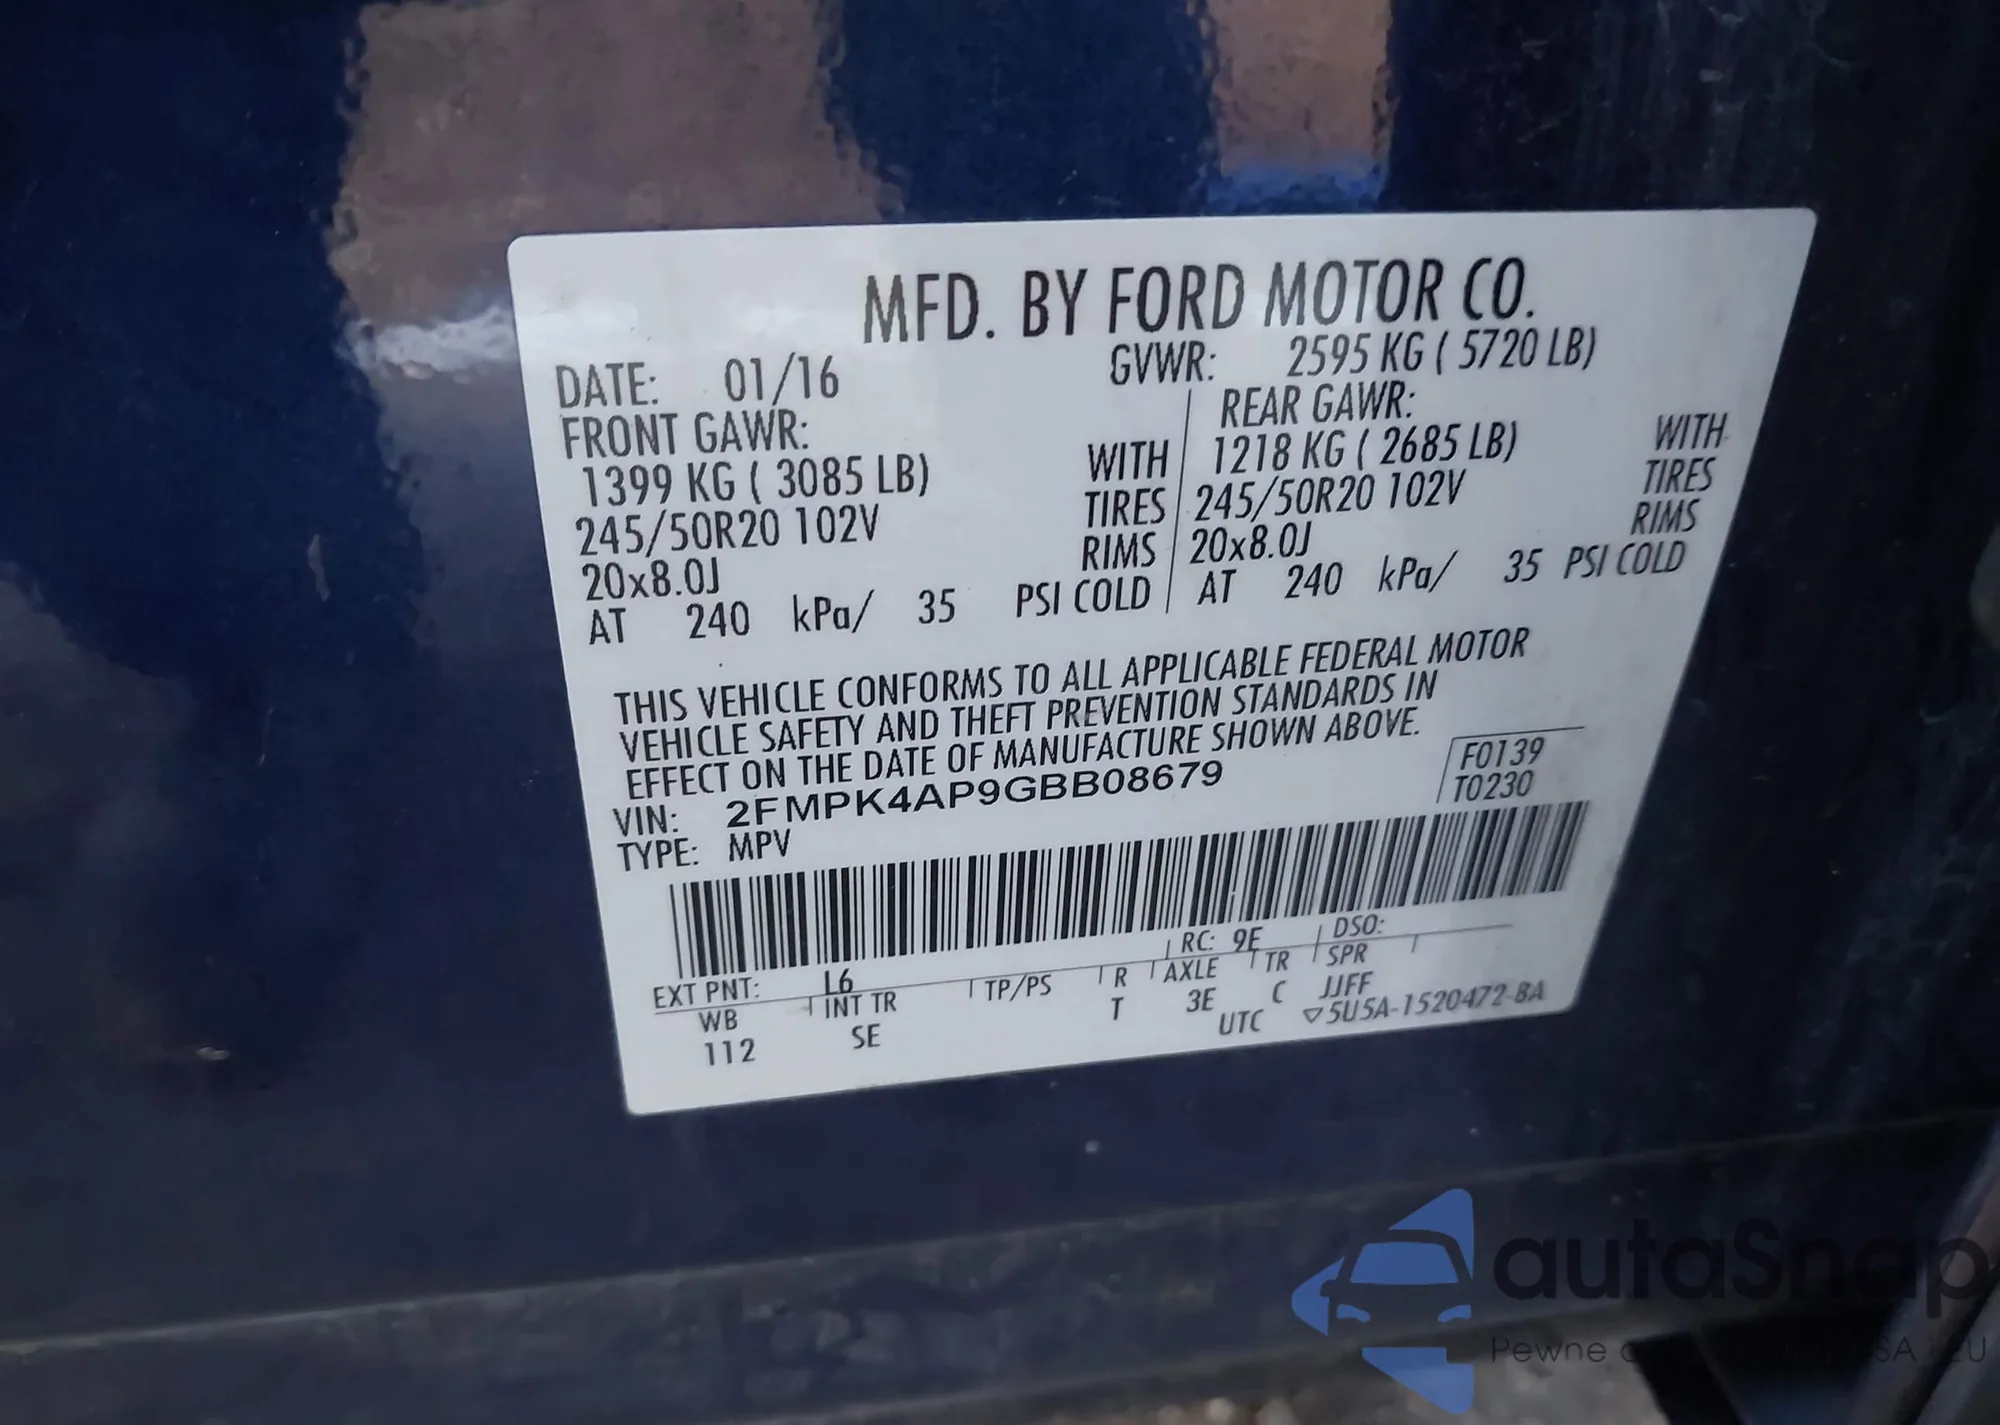 MFD. BY FORD MOTOR CO.
DATE: 01/16 GVWR: 2595 KG ( 5720 LB)
FRONT GAWR: REAR GAWR:
1399 KG ( 3085 LB) WITH 1218 KG ( 2685 LB) WITH
245/50R20 102V TIRES 245/50R20 102V TIRES
20x8.0J RIMS 20x8.0J RIMS
AT 240 kPa/ 35 PSI COLD AT 240 kPa/ 35 PSI COLD
THIS VEHICLE CONFORMS TO ALL APPLICABLE FEDERAL MOTOR
VEHICLE SAFETY AND THEFT PREVENTION STANDARDS IN
EFFECT ON THE DATE OF MANUFACTURE SHOWN ABOVE.
VIN: 2FMPK4AP9GBB08679 F0139
TYPE: MPV T0230
EXT PNT: L6 RC: 9E DSO:
WB INT TR TP/PS R AXLE TR SPR
112 SE T 3E C JJFF
UTC ▽5U5A-1520472-BA
autaSnap
Pewne